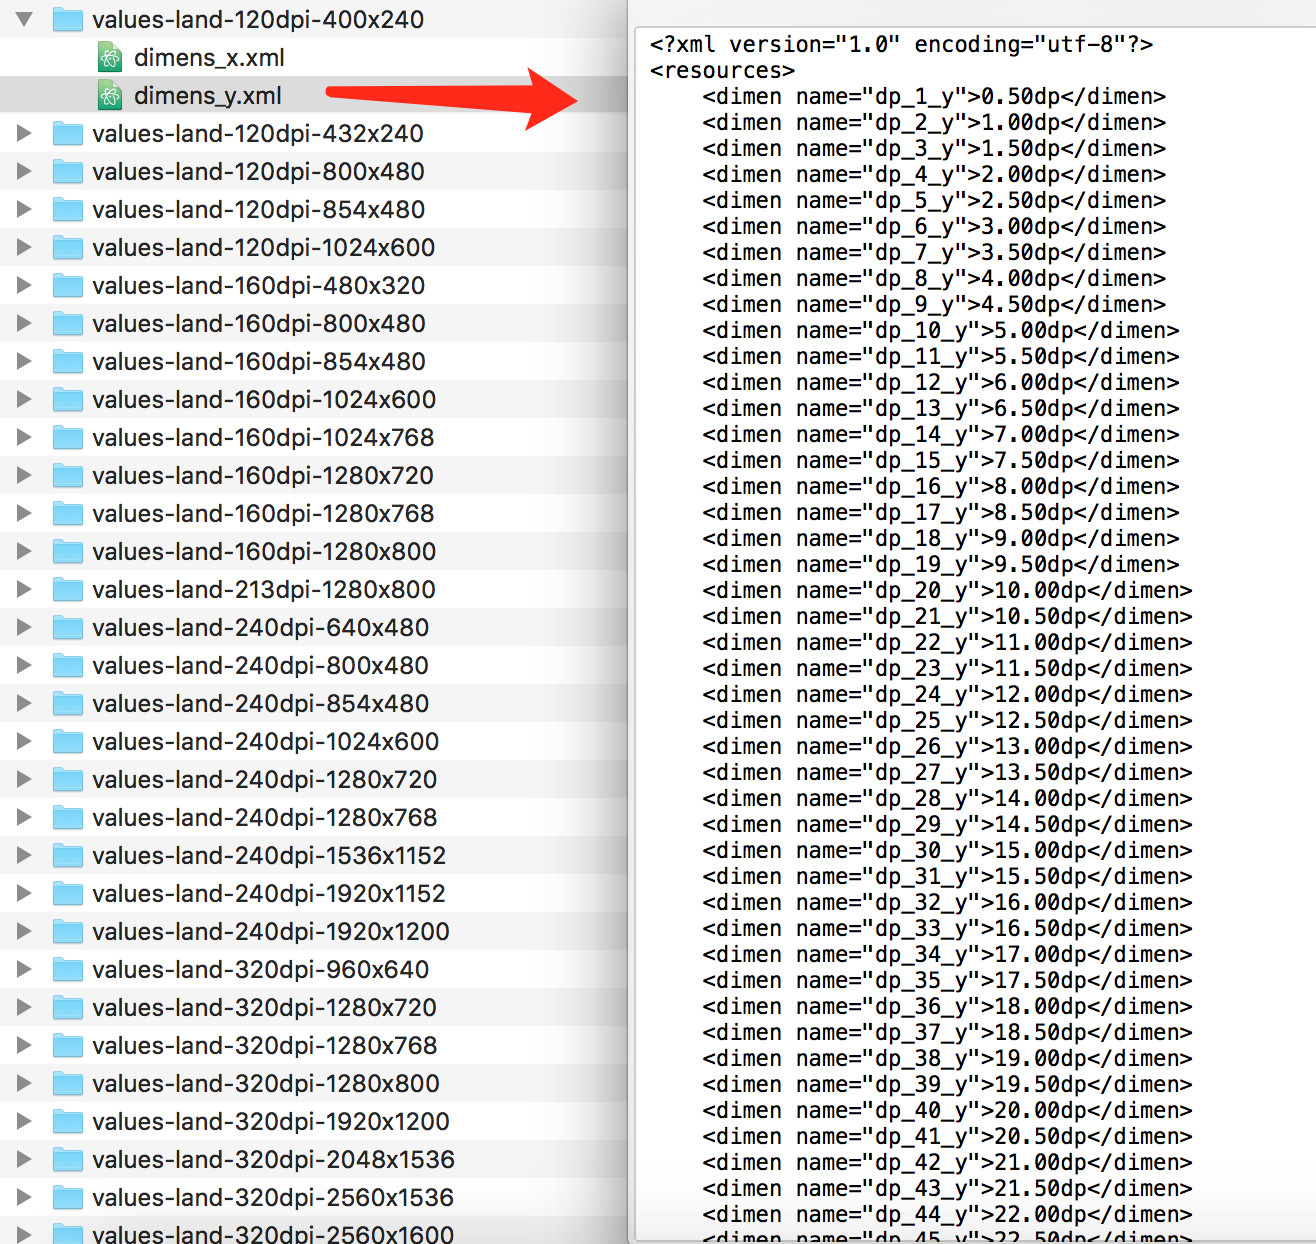 values-land-120dpi-400x240
dimens_x.xml
dimens_y.xml
values-land-120dpi-432x240
values-land-120dpi-800x480
values-land-120dpi-854x480
values-land-120dpi-1024x600
values-land-160dpi-480x320
values-land-160dpi-800x480
values-land-160dpi-854x480
values-land-160dpi-1024x600
values-land-160dpi-1024x768
values-land-160dpi-1280x720
values-land-160dpi-1280x768
values-land-160dpi-1280x800
values-land-213dpi-1280x800
values-land-240dpi-640x480
values-land-240dpi-800x480
values-land-240dpi-854x480
values-land-240dpi-1024x600
values-land-240dpi-1280x720
values-land-240dpi-1280x768
values-land-240dpi-1536x1152
values-land-240dpi-1920x1152
values-land-240dpi-1920x1200
values-land-320dpi-960x640
values-land-320dpi-1280x720
values-land-320dpi-1280x768
values-land-320dpi-1280x800
values-land-320dpi-1920x1200
values-land-320dpi-2048x1536
values-land-320dpi-2560x1536
values-land-320dpi-2560x1600
<?xml version="1.0" encoding="utf-8"?>
<resources>
<dimen name="dp_1_y">0.50dp</dimen>
<dimen name="dp_2_y">1.00dp</dimen>
<dimen name="dp_3_y">1.50dp</dimen>
<dimen name="dp_4_y">2.00dp</dimen>
<dimen name="dp_5_y">2.50dp</dimen>
<dimen name="dp_6_y">3.00dp</dimen>
<dimen name="dp_7_y">3.50dp</dimen>
<dimen name="dp_8_y">4.00dp</dimen>
<dimen name="dp_9_y">4.50dp</dimen>
<dimen name="dp_10_y">5.00dp</dimen>
<dimen name="dp_11_y">5.50dp</dimen>
<dimen name="dp_12_y">6.00dp</dimen>
<dimen name="dp_13_y">6.50dp</dimen>
<dimen name="dp_14_y">7.00dp</dimen>
<dimen name="dp_15_y">7.50dp</dimen>
<dimen name="dp_16_y">8.00dp</dimen>
<dimen name="dp_17_y">8.50dp</dimen>
<dimen name="dp_18_y">9.00dp</dimen>
<dimen name="dp_19_y">9.50dp</dimen>
<dimen name="dp_20_y">10.00dp</dimen>
<dimen name="dp_21_y">10.50dp</dimen>
<dimen name="dp_22_y">11.00dp</dimen>
<dimen name="dp_23_y">11.50dp</dimen>
<dimen name="dp_24_y">12.00dp</dimen>
<dimen name="dp_25_y">12.50dp</dimen>
<dimen name="dp_26_y">13.00dp</dimen>
<dimen name="dp_27_y">13.50dp</dimen>
<dimen name="dp_28_y">14.00dp</dimen>
<dimen name="dp_29_y">14.50dp</dimen>
<dimen name="dp_30_y">15.00dp</dimen>
<dimen name="dp_31_y">15.50dp</dimen>
<dimen name="dp_32_y">16.00dp</dimen>
<dimen name="dp_33_y">16.50dp</dimen>
<dimen name="dp_34_y">17.00dp</dimen>
<dimen name="dp_35_y">17.50dp</dimen>
<dimen name="dp_36_y">18.00dp</dimen>
<dimen name="dp_37_y">18.50dp</dimen>
<dimen name="dp_38_y">19.00dp</dimen>
<dimen name="dp_39_y">19.50dp</dimen>
<dimen name="dp_40_y">20.00dp</dimen>
<dimen name="dp_41_y">20.50dp</dimen>
<dimen name="dp_42_y">21.00dp</dimen>
<dimen name="dp_43_y">21.50dp</dimen>
<dimen name="dp_44_y">22.00dp</dimen>
<dimen name="dp_45_y">22.50dp</dimen>